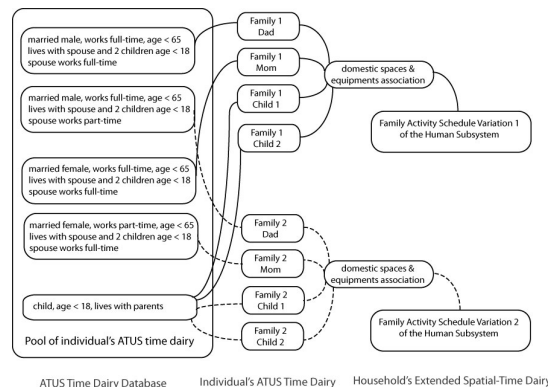 married male, works full-time, age < 65
lives with spouse and 2 children age < 18
spouse works full-time
married male, works full-time, age < 65
lives with spouse and 2 children age < 18
spouse works part-time
married female, works full-time, age < 65
lives with spouse and 2 children age < 18
spouse works full-time
married female, works part-time, age < 65
lives with spouse and 2 children age < 18
spouse works full-time
child, age < 18, lives with parents
Pool of individual's ATUS time dairy
Family 1
Dad
Family 1
Mom
Family 1
Child 1
Family 1
Child 2
Family 2
Dad
Family 2
Mom
Family 2
Child 1
Family 2
Child 2
domestic spaces &
equipments association
Family Activity Schedule Variation 1
of the Human Subsystem
domestic spaces &
equipments association
Family Activity Schedule Variation 2
of the Human Subsystem
ATUS Time Dairy Database
Individual's ATUS Time Dairy
Household's Extended Spatial-Time Dairy